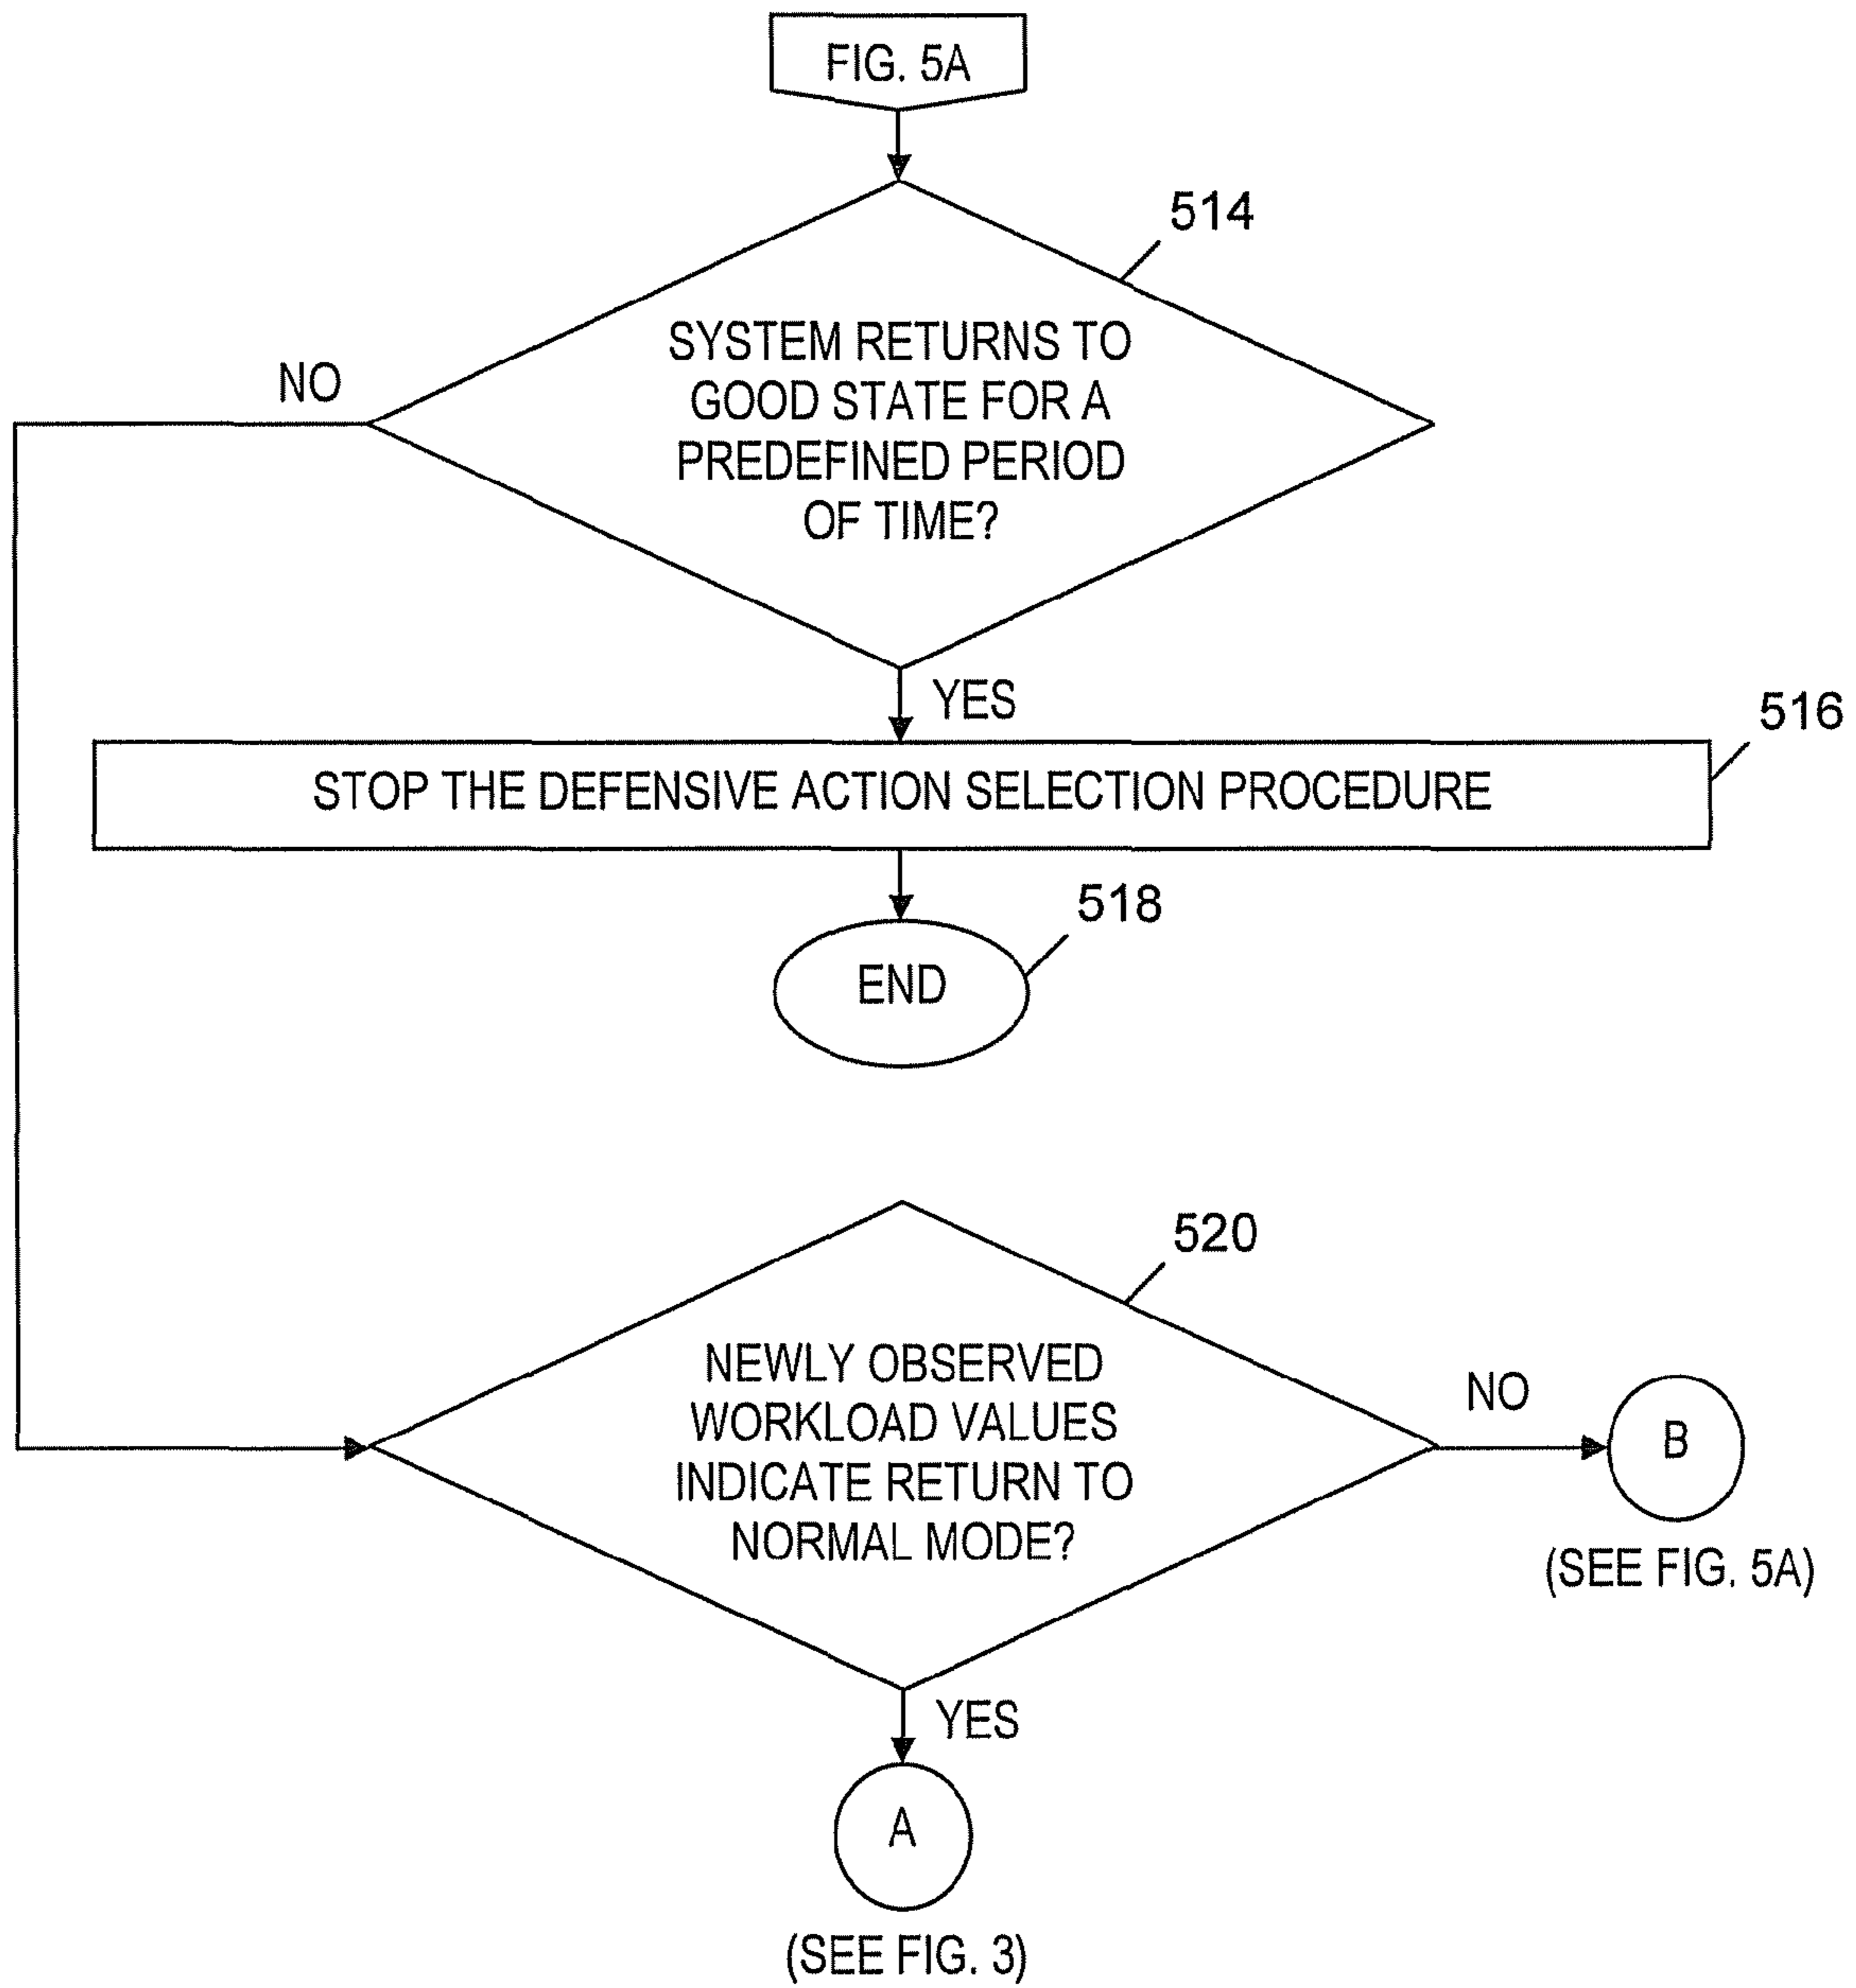 FIG. 5A
514
SYSTEM RETURNS TO
GOOD STATE FOR A
PREDEFINED PERIOD
OF TIME?
NO
YES
516
STOP THE DEFENSIVE ACTION SELECTION PROCEDURE
518
END
520
NEWLY OBSERVED
WORKLOAD VALUES
INDICATE RETURN TO
NORMAL MODE?
NO
B
(SEE FIG. 5A)
YES
A
(SEE FIG. 3)